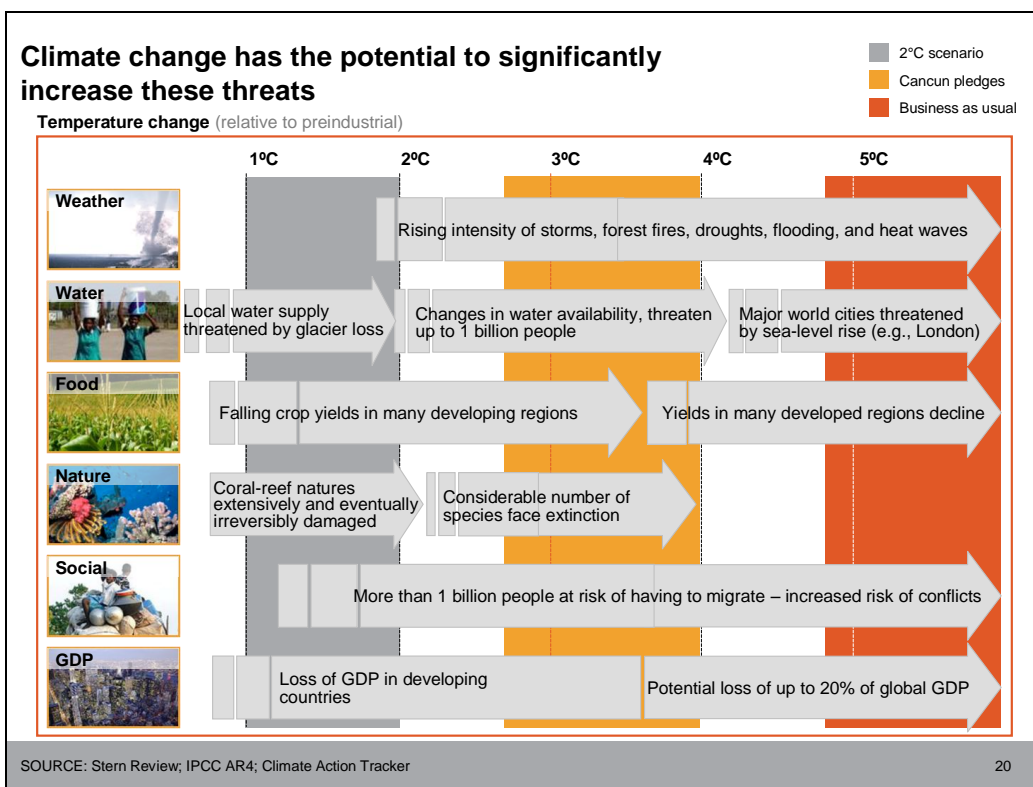 Climate change has the potential to significantly
increase these threats
2°C scenario
Cancun pledges
Business as usual
Temperature change (relative to preindustrial)
1ºC 2ºC 3ºC 4ºC 5ºC
Weather
Rising intensity of storms, forest fires, droughts, flooding, and heat waves
Water
Local water supply
threatened by glacier loss
Changes in water availability, threaten
up to 1 billion people
Major world cities threatened
by sea-level rise (e.g., London)
Food
Falling crop yields in many developing regions
Yields in many developed regions decline
Nature
Coral-reef natures
extensively and eventually
irreversibly damaged
Considerable number of
species face extinction
Social
More than 1 billion people at risk of having to migrate – increased risk of conflicts
GDP
Loss of GDP in developing
countries
Potential loss of up to 20% of global GDP
SOURCE: Stern Review; IPCC AR4; Climate Action Tracker
20